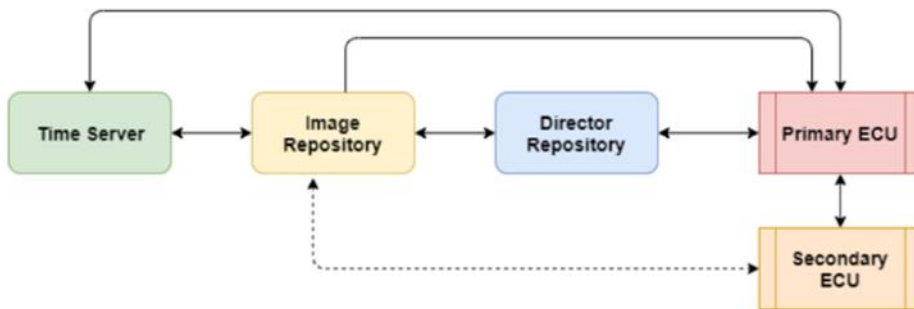 Time Server
Image
Repository
Director
Repository
Primary ECU
Secondary
ECU